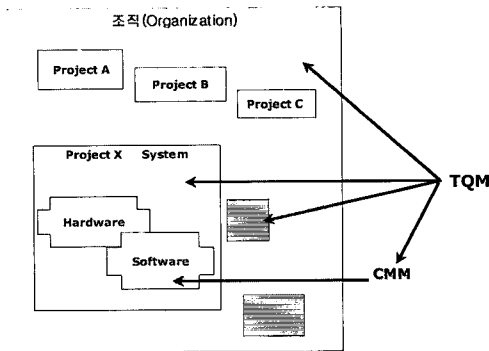 조직(Organization)
Project A
Project B
Project C
Project X System
Hardware
Software
TQM
CMM